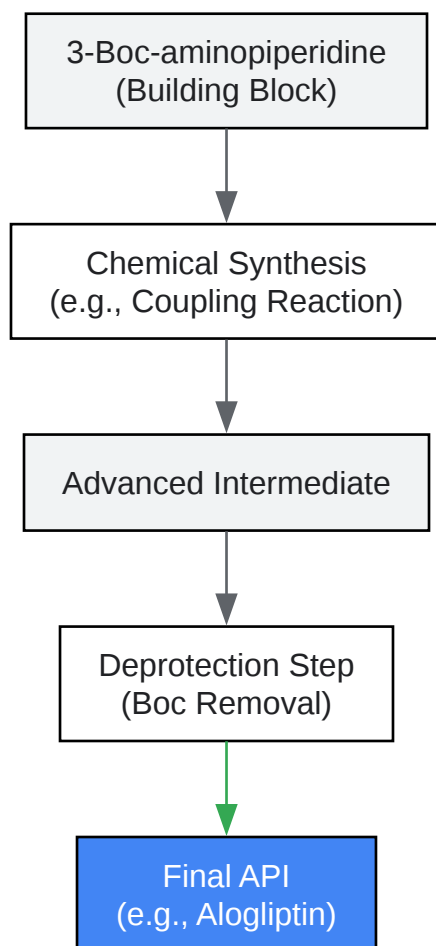 3-Boc-aminopiperidine
(Building Block)
Chemical Synthesis
(e.g., Coupling Reaction)
Advanced Intermediate
Deprotection Step
(Boc Removal)
Final API
(e.g., Alogliptin)